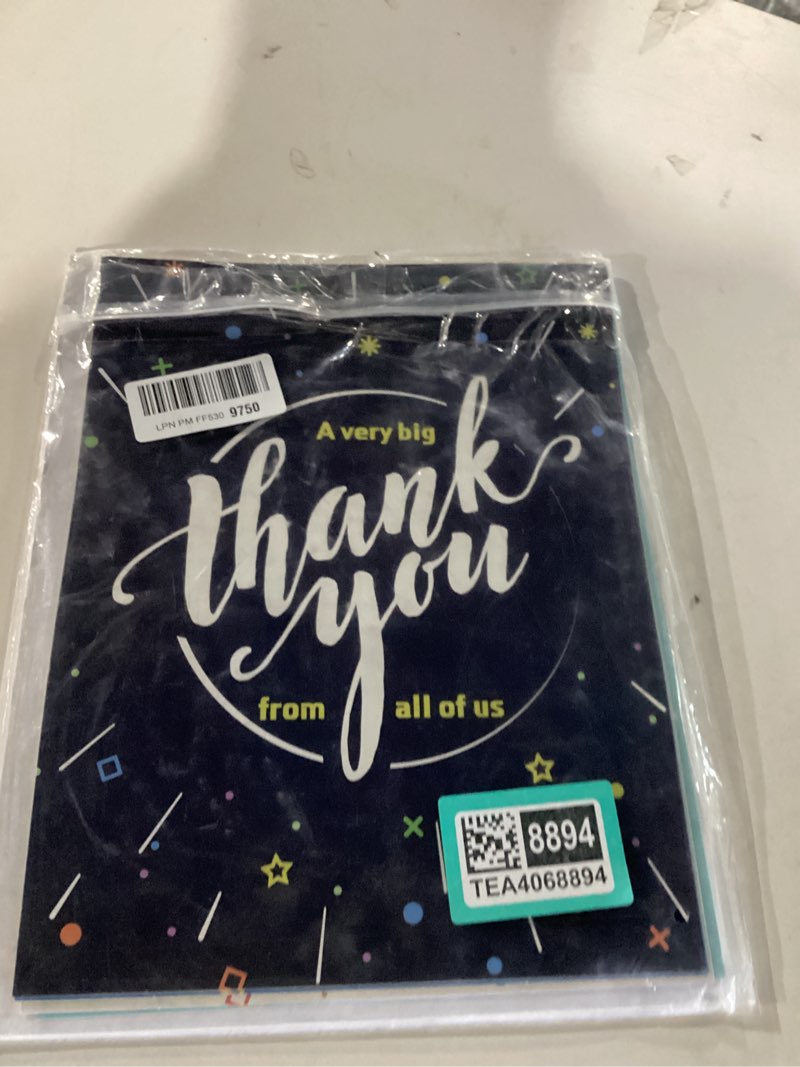 LPN PM FF530 9750
A very big
thank
you
from all of us
8894
TEA4068894